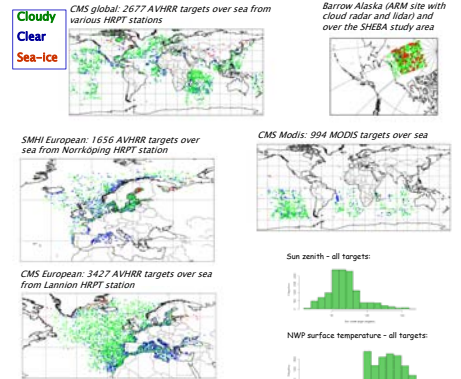 Cloudy
Clear
Sea-ice
CMS global: 2677 AVHRR targets over sea from
various HRPT stations
Barrow Alaska (ARM site with
cloud radar and lidar) and
over the SHEBA study area
SMHI European: 1656 AVHRR targets over
sea from Norrköping HRPT station
CMS Modis: 994 MODIS targets over sea
CMS European: 3427 AVHRR targets over sea
from Lannion HRPT station
Sun zenith – all targets:
NWP surface temperature – all targets: